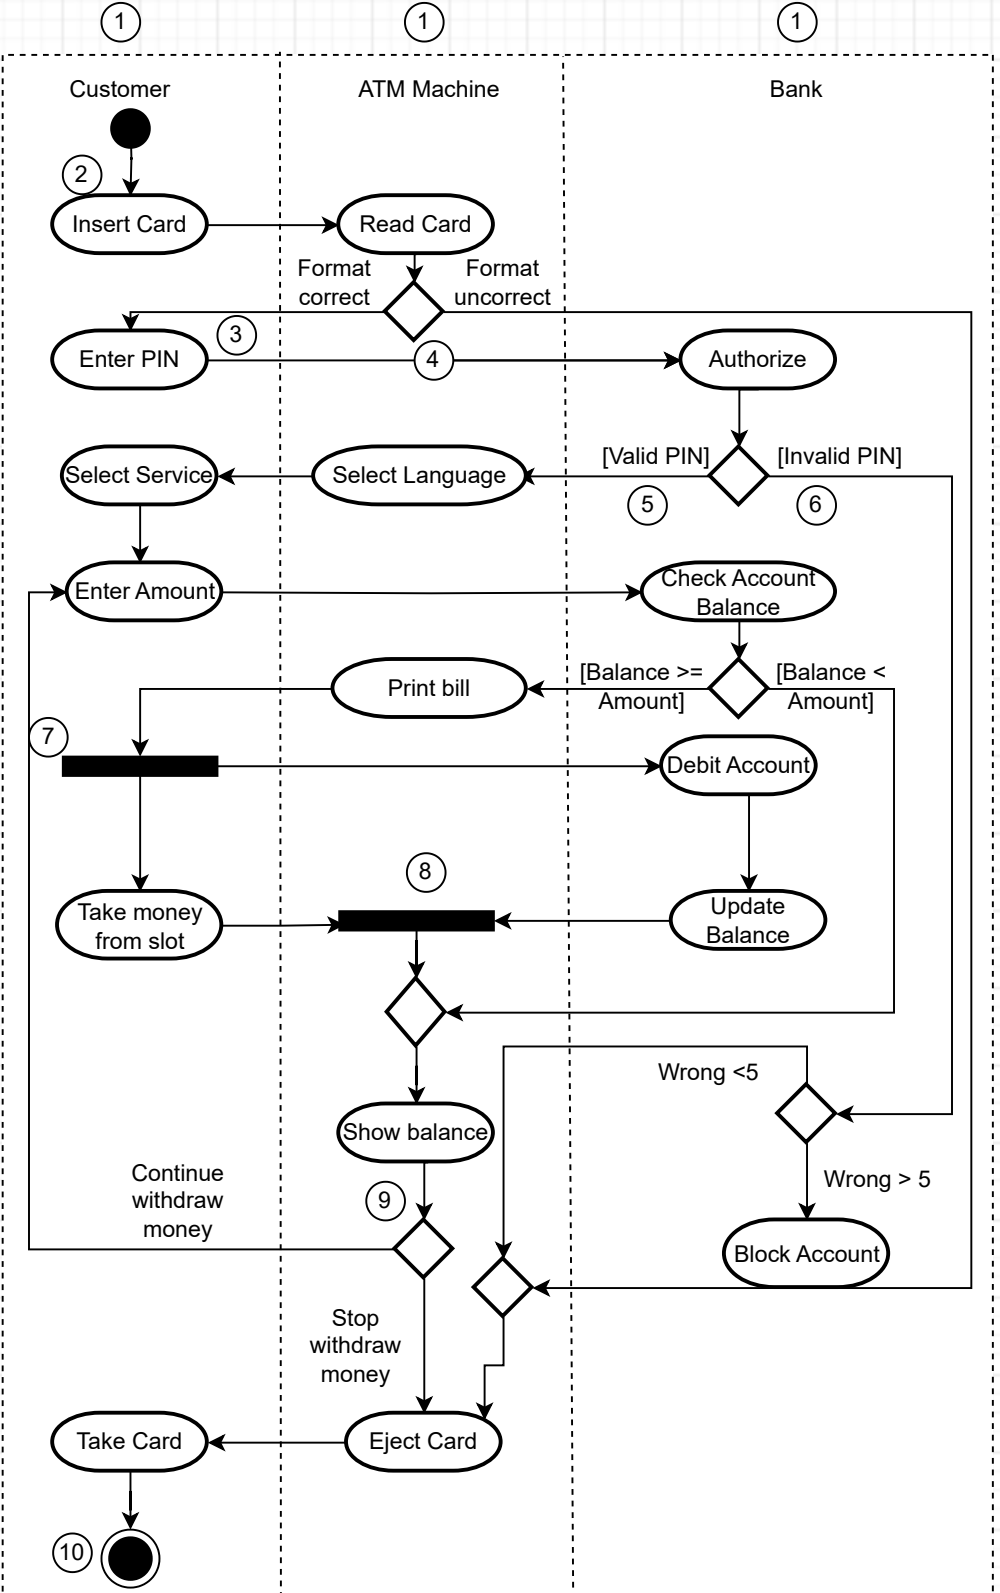 1
1
1
Customer
ATM Machine
Bank
2
Insert Card
Read Card
Format
correct
Format
uncorrect
3
Enter PIN
4
Authorize
[Valid PIN]
[Invalid PIN]
Select Service
Select Language
5
6
Enter Amount
Check Account
Balance
Print bill
[Balance >=
Amount]
[Balance <
Amount]
7
Debit Account
8
Take money
from slot
Update
Balance
Wrong <5
Show balance
Wrong > 5
Continue
withdraw
money
9
Block Account
Stop
withdraw
money
Take Card
Eject Card
10